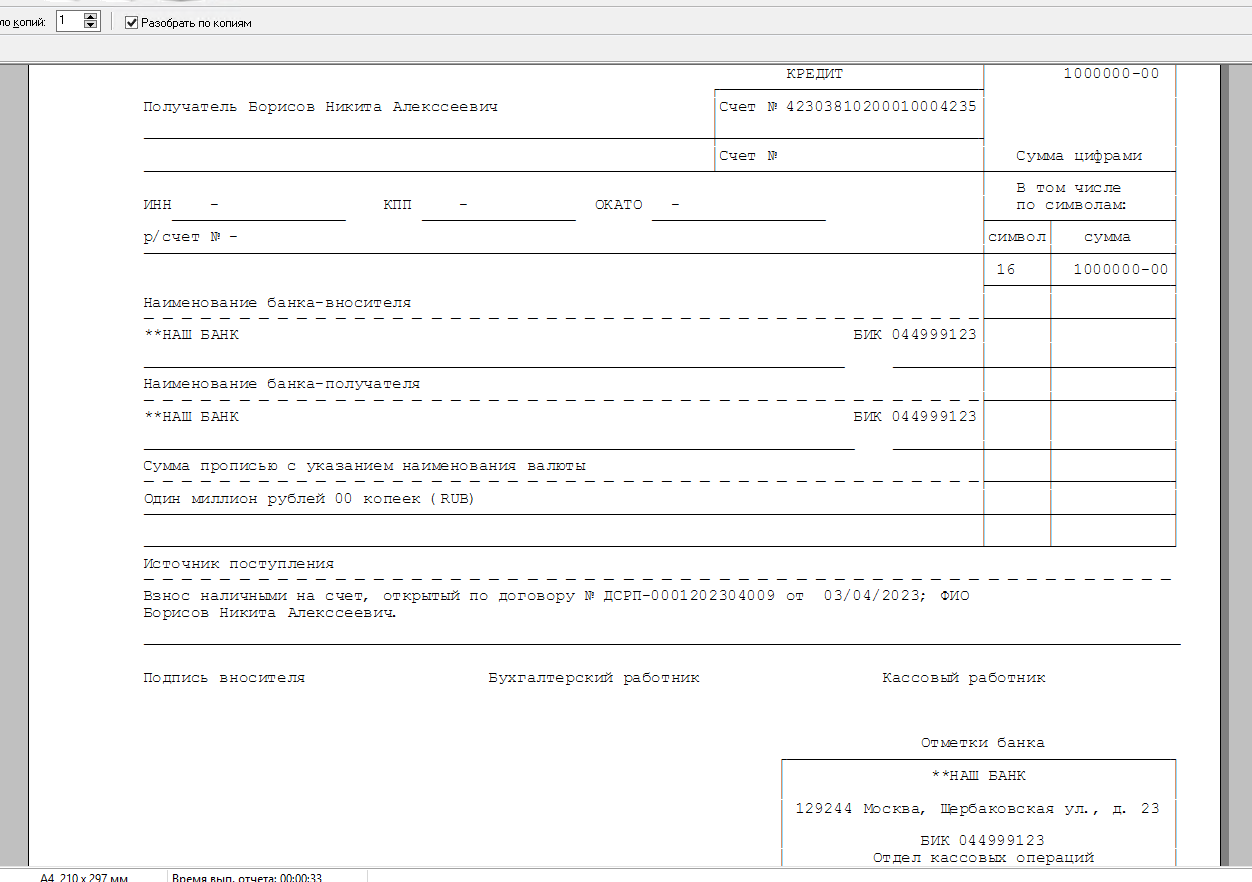 ло копий: 1 Разобрать по копиям
КРЕДИТ 1000000-00
Получатель Борисов Никита Алекссеевич Счет № 42303810200010004235
Счет № Сумма цифрами
В том числе
ИНН - КПП - ОКАТО - по символам:
р/счет № - символ сумма
16 1000000-00
Наименование банка-вносителя
**НАШ БАНК БИК 044999123
Наименование банка-получателя
**НАШ БАНК БИК 044999123
Сумма прописью с указанием наименования валюты
Один миллион рублей 00 копеек (RUB)
Источник поступления
Взнос наличными на счет, открытый по договору № ДСРП-0001202304009 от 03/04/2023; ФИО
Борисов Никита Алекссеевич.
Подпись вносителя Бухгалтерский работник Кассовый работник
Отметки банка
**НАШ БАНК
129244 Москва, Щербаковская ул., д. 23
БИК 044999123
Отдел кассовых операций
A4, 210 x 297 мм Время вып. отчета: 00:00:33